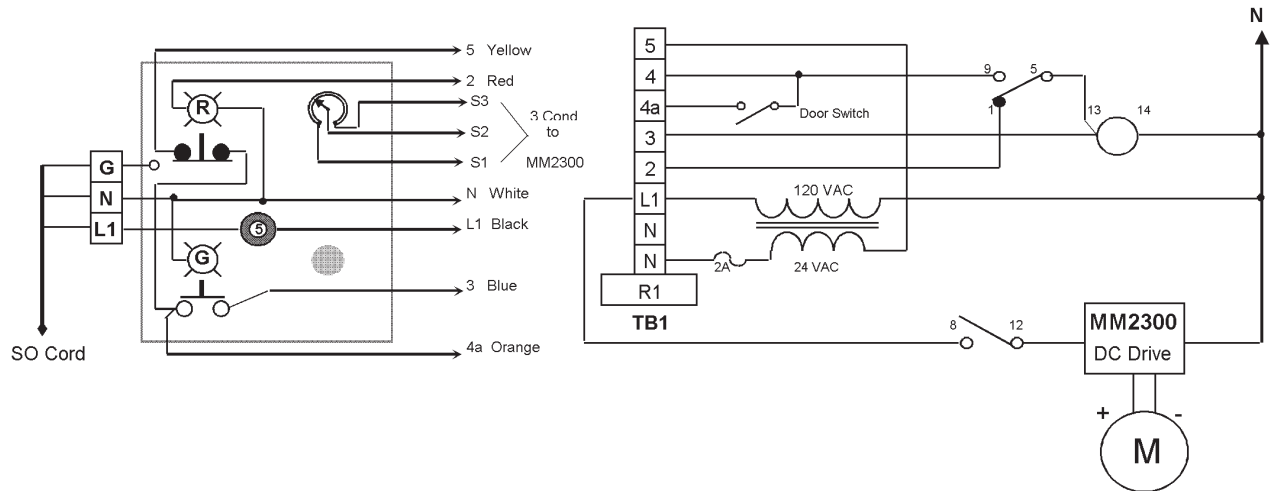 5 Yellow
2 Red
R
S3
S2
S1
3 Cond
to
MM2300
G
N
L1
N White
5
L1 Black
G
3 Blue
4a Orange
SO Cord
5
4
4a
3
2
L1
N
N
R1
TB1
Door Switch
9
5
1
13
14
N
120 VAC
24 VAC
2A
8
12
MM2300
DC Drive
+
-
M